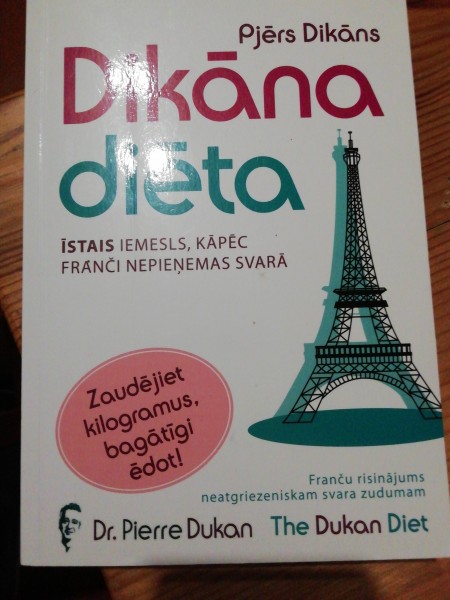 Pjērs Dikāns
Dikāna
diēta
ĪSTAIS IEMESLS, KĀPĒC
FRANČI NEPIEŅEMAS SVARĀ
Zaudējiet
kilogramus,
bagātīgi
ēdot!
Franču risinājums
neatgriezeniskam svara zudumam
Dr. Pierre Dukan The Dukan Diet